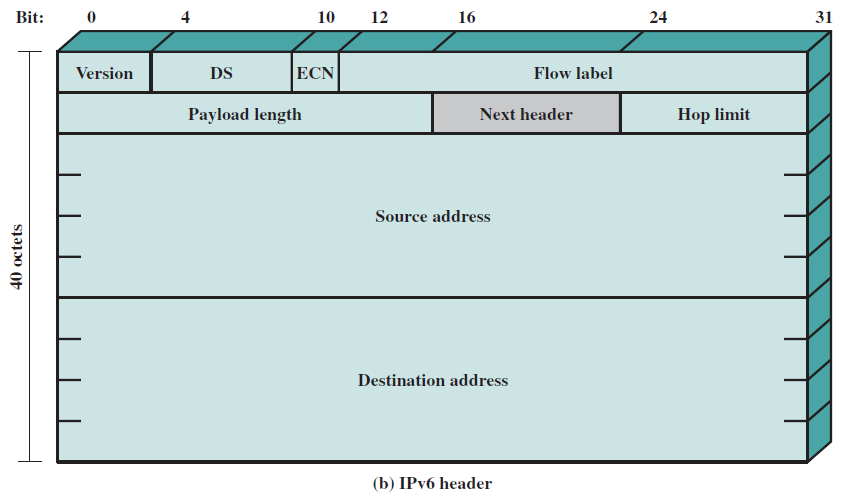 Bit: 0 4 10 12 16 24 31
Version DS ECN Flow label
Payload length Next header Hop limit
Source address
40 octets
Destination address
(b) IPv6 header